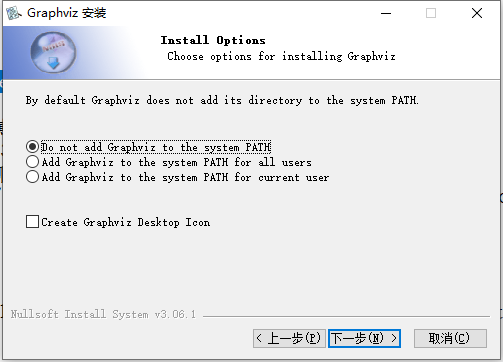 Graphviz 安装
Install Options
Choose options for installing Graphviz
By default Graphviz does not add its directory to the system PATH.
Do not add Graphviz to the system PATH
Add Graphviz to the system PATH for all users
Add Graphviz to the system PATH for current user
Create Graphviz Desktop Icon
Nullsoft Install System v3.06.1
< 上一步(P) 下一步(N) > 取消(C)